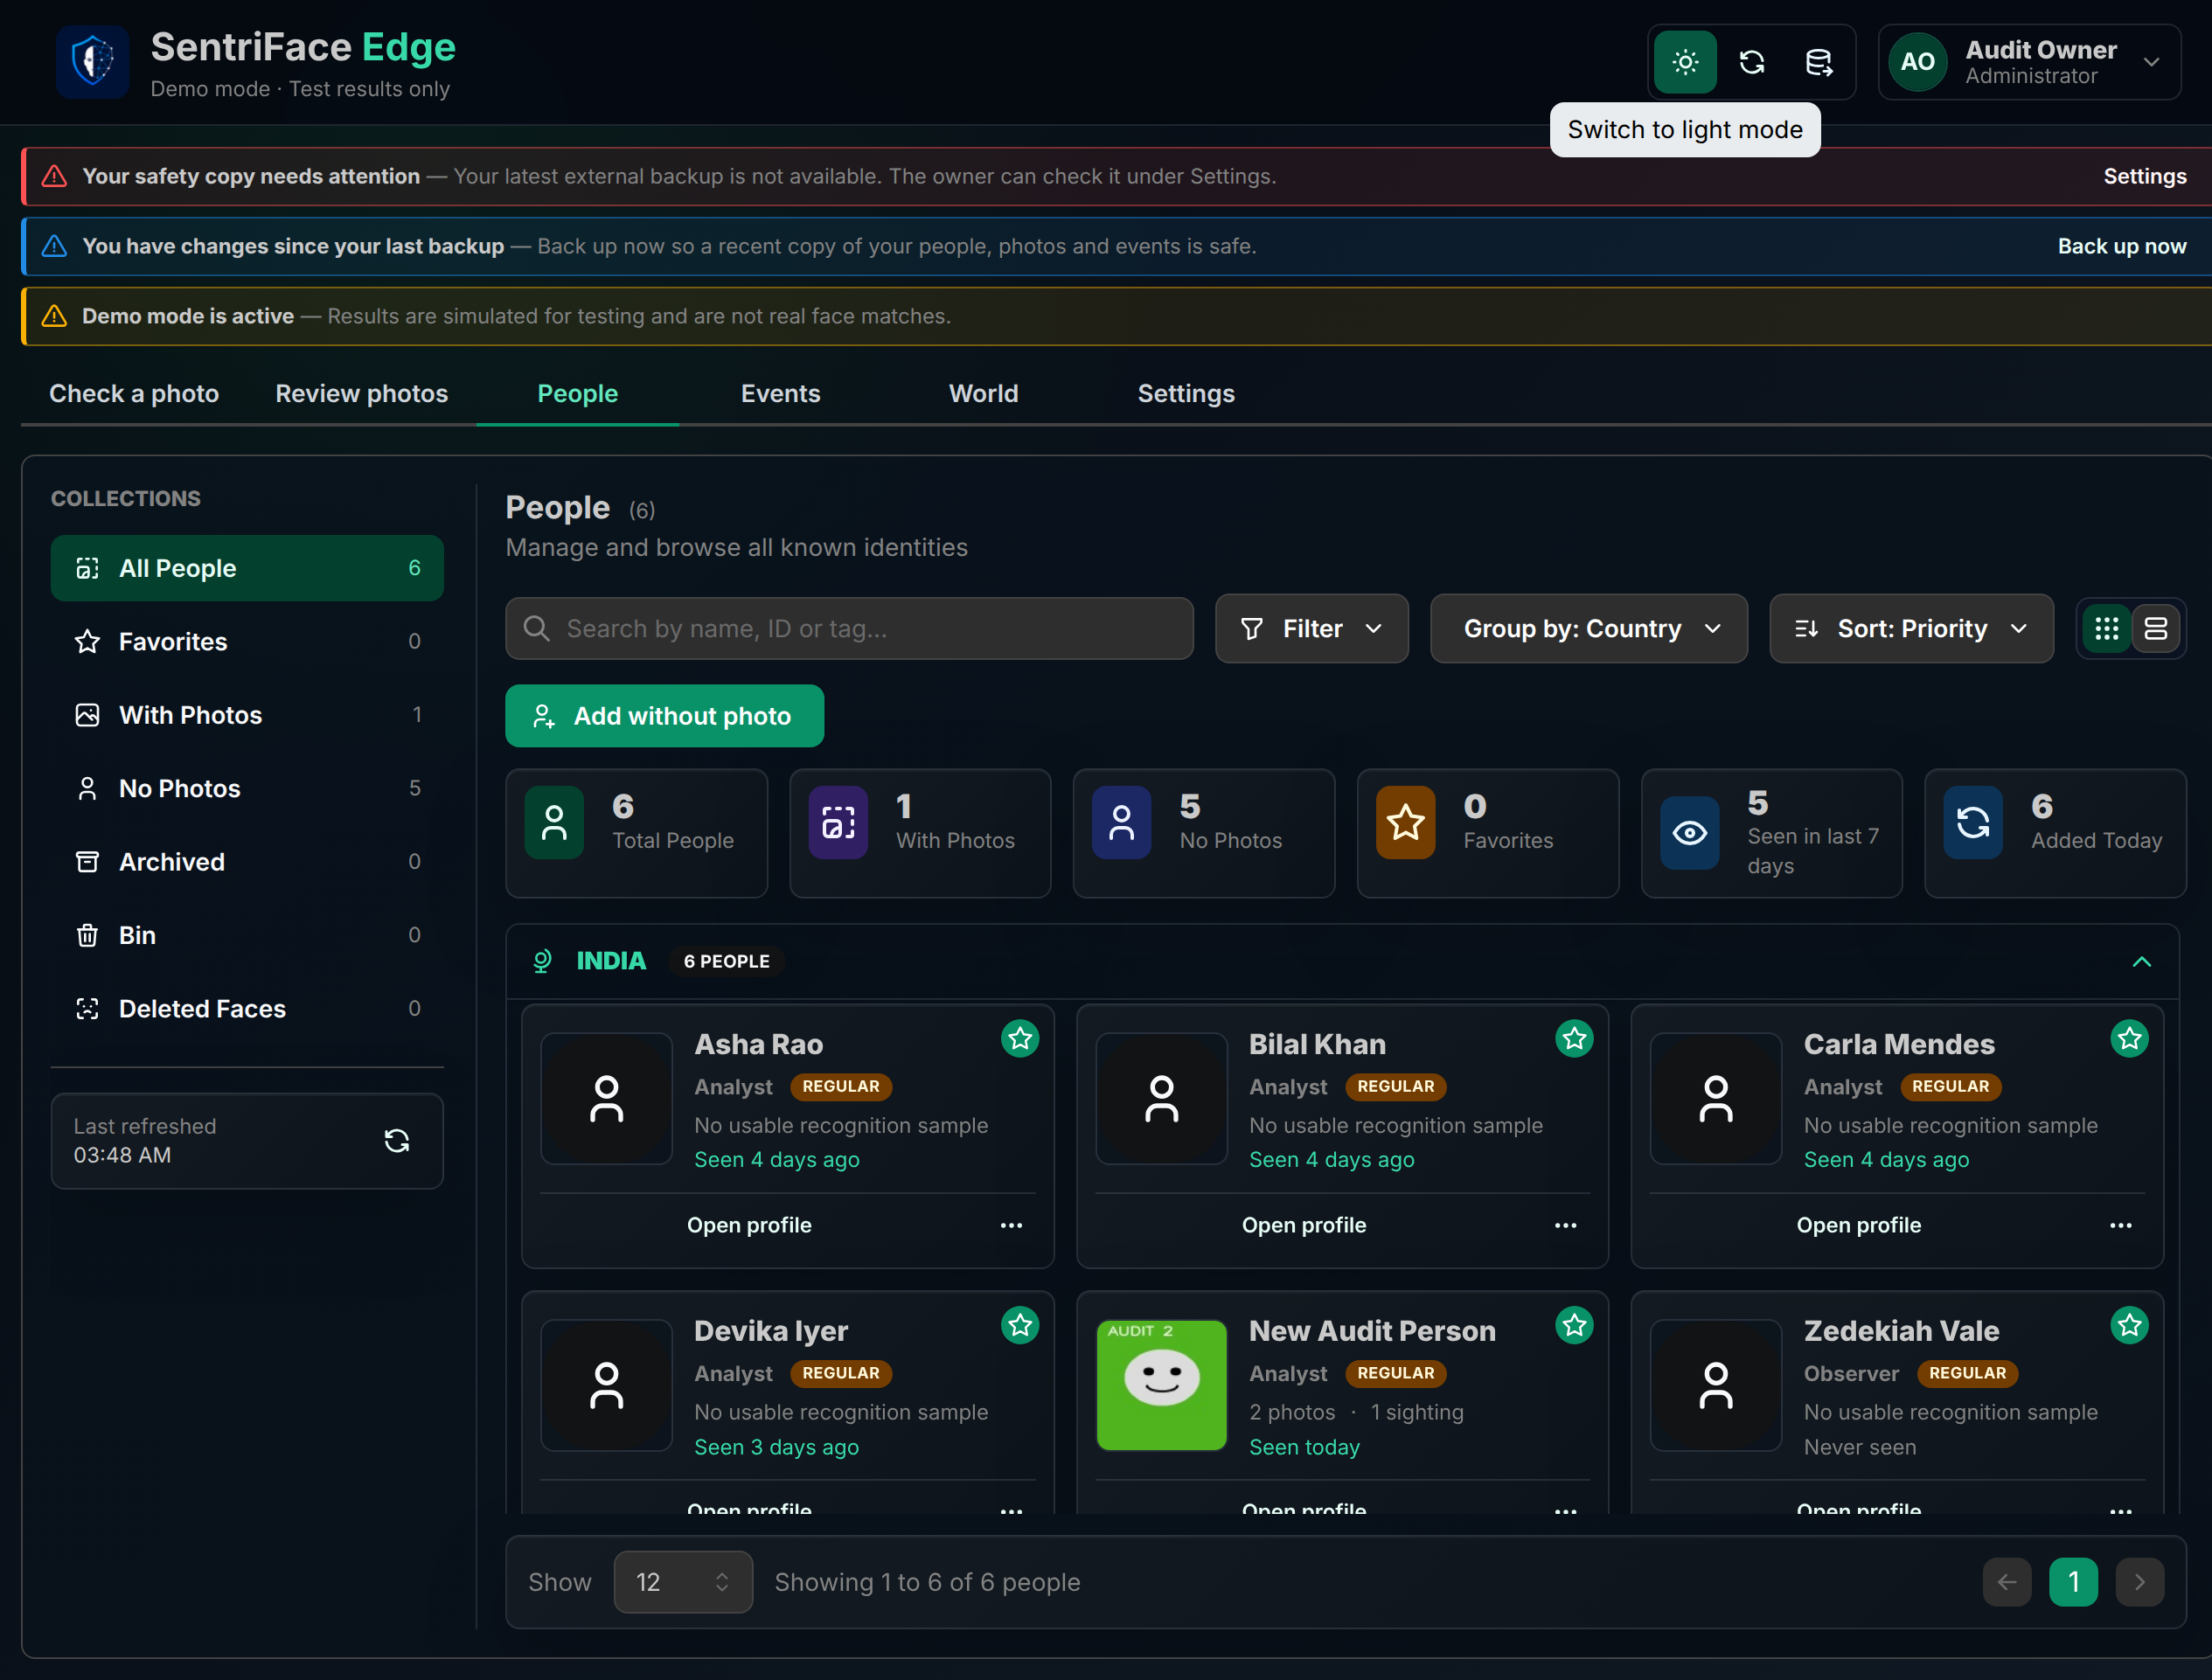 SentriFace Edge
Demo mode · Test results only
AO
Audit Owner
Administrator
Switch to light mode
Your safety copy needs attention — Your latest external backup is not available. The owner can check it under Settings.
Settings
You have changes since your last backup — Back up now so a recent copy of your people, photos and events is safe.
Back up now
Demo mode is active — Results are simulated for testing and are not real face matches.
Check a photo
Review photos
People
Events
World
Settings
COLLECTIONS
All People 6
Favorites 0
With Photos 1
No Photos 5
Archived 0
Bin 0
Deleted Faces 0
Last refreshed
03:48 AM
People (6)
Manage and browse all known identities
Search by name, ID or tag...
Filter
Group by: Country
Sort: Priority
Add without photo
6
Total People
1
With Photos
5
No Photos
0
Favorites
5
Seen in last 7
days
6
Added Today
INDIA 6 PEOPLE
Asha Rao
Analyst REGULAR
No usable recognition sample
Seen 4 days ago
Open profile
Bilal Khan
Analyst REGULAR
No usable recognition sample
Seen 4 days ago
Open profile
Carla Mendes
Analyst REGULAR
No usable recognition sample
Seen 4 days ago
Open profile
Devika Iyer
Analyst REGULAR
No usable recognition sample
Seen 3 days ago
Open profile
AUDIT 2
New Audit Person
Analyst REGULAR
2 photos · 1 sighting
Seen today
Open profile
Zedekiah Vale
Observer REGULAR
No usable recognition sample
Never seen
Open profile
Show 12 Showing 1 to 6 of 6 people
1